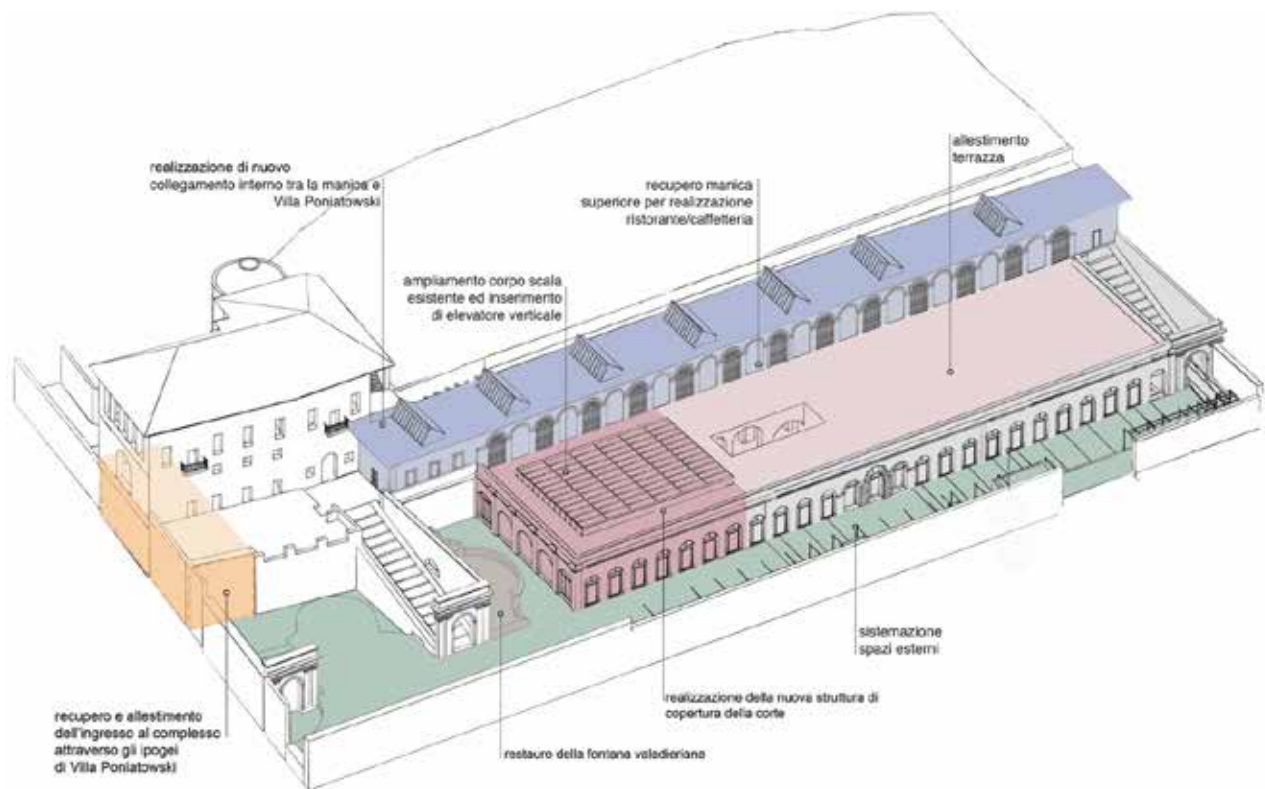 realizzazione di nuovo
collegamento interno tra la manica e
Villa Poniatowski
ampliamento corpo scala
esistente ed inserimento
di elevatore verticale
recupero manica
superiore per realizzazione
ristorante/caffetteria
allestimento
terrazza
sistemazione
spazi esterni
realizzazione della nuova struttura di
copertura della corte
restauro della fontana valadieriana
recupero e allestimento
dell'ingresso al complesso
attraverso gli ipogei
di Villa Poniatowski